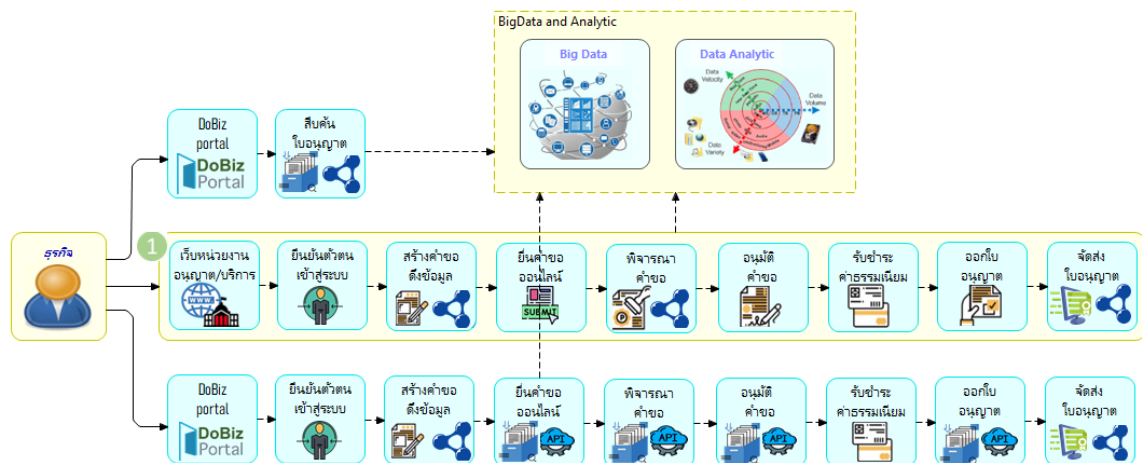 BigData and Analytic
Big Data
Data Analytic
Data
Velocity
Data
Volume
Data
Variety
DoBiz
portal
DoBiz
Portal
สืบค้น
ใบอนุญาต
ธุรกิจ
1
เว็บหน่วยงาน
อนุญาต/บริการ
WWW
ยืนยันตัวตน
เข้าสู่ระบบ
สร้างคำขอ
ดึงข้อมูล
ยื่นคำขอ
ออนไลน์
SUBMIT
พิจารณา
คำขอ
P
อนุมัติ
คำขอ
รับชำระ
ค่าธรรมเนียม
ออกใบ
อนุญาต
จัดส่ง
ใบอนุญาต
DoBiz
portal
DoBiz
Portal
ยืนยันตัวตน
เข้าสู่ระบบ
สร้างคำขอ
ดึงข้อมูล
ยื่นคำขอ
ออนไลน์
API
พิจารณา
คำขอ
API
อนุมัติ
คำขอ
API
รับชำระ
ค่าธรรมเนียม
ออกใบ
อนุญาต
API
จัดส่ง
ใบอนุญาต